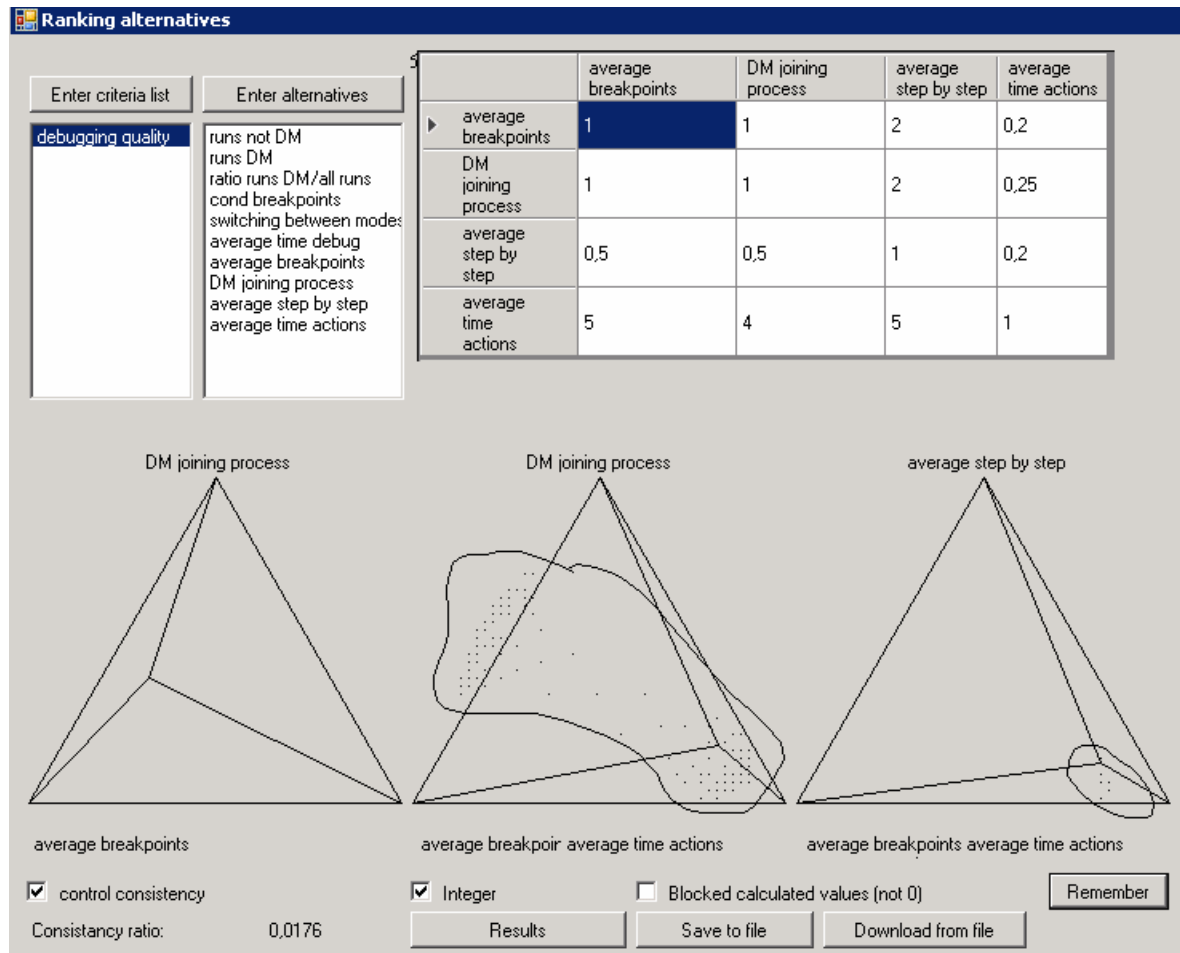 Ranking alternatives
Enter criteria list
Enter alternatives
debugging quality
runs not DM
runs DM
ratio runs DM/all runs
cond breakpoints
switching between modes
average time debug
average breakpoints
DM joining process
average step by step
average time actions
average breakpoints
DM joining process
average step by step
average time actions
average breakpoints
1
1
2
0,2
DM joining process
1
1
2
0,25
average step by step
0,5
0,5
1
0,2
average time actions
5
4
5
1
DM joining process
DM joining process
average step by step
average breakpoints
average breakpoir average time actions
average breakpoints average time actions
control consistency
Integer
Blocked calculated values (not 0)
Remember
Consistancy ratio:
0,0176
Results
Save to file
Download from file